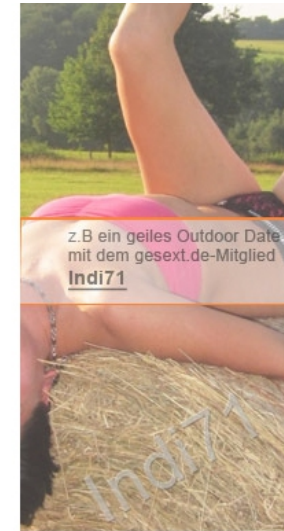 z.B ein geiles Outdoor Date
mit dem gesext.de-Mitglied
Indi71
Indi71